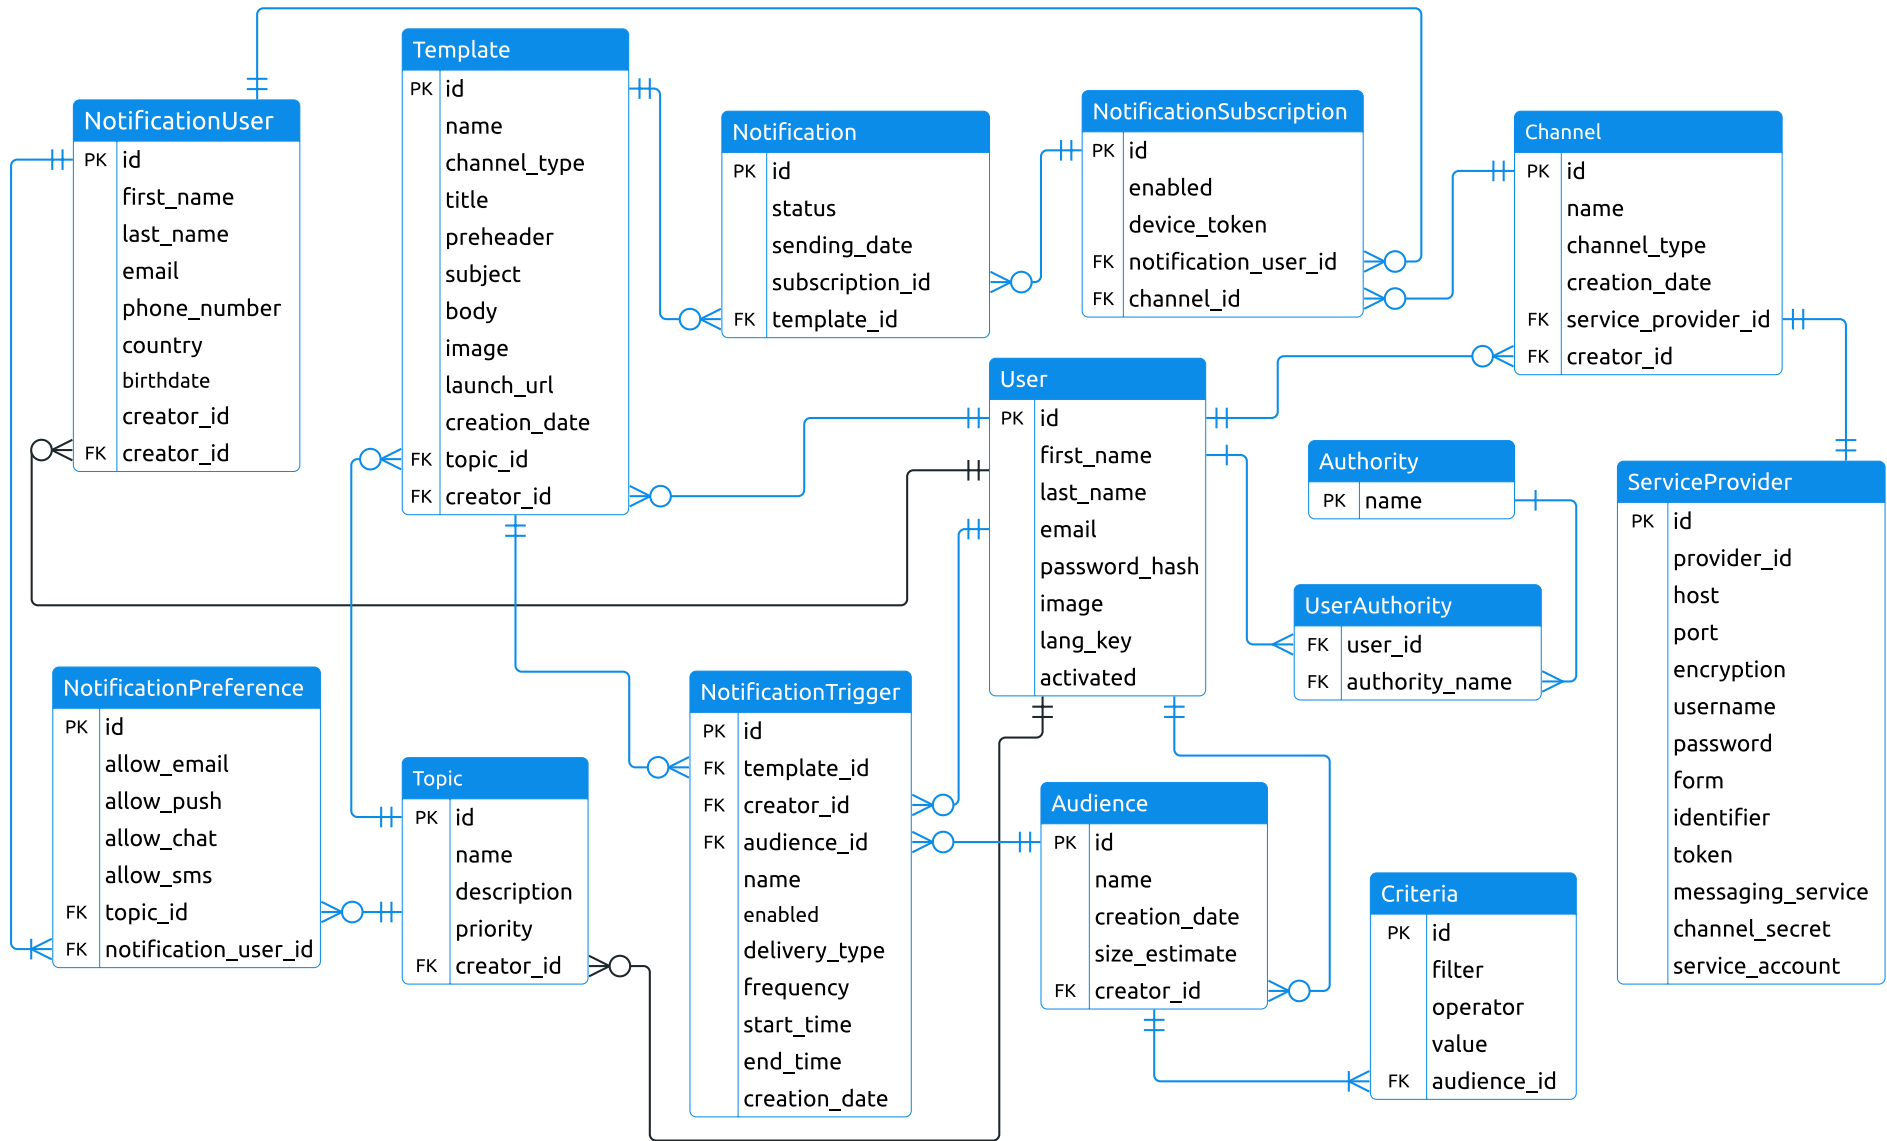 Template
PK id
name
channel_type
title
preheader
subject
body
image
launch_url
creation_date
FK topic_id
FK creator_id
NotificationUser
PK id
first_name
last_name
email
phone_number
country
birthdate
creator_id
FK creator_id
Notification
PK id
status
sending_date
subscription_id
FK template_id
NotificationSubscription
PK id
enabled
device_token
FK notification_user_id
FK channel_id
Channel
PK id
name
channel_type
creation_date
FK service_provider_id
FK creator_id
User
PK id
first_name
last_name
email
password_hash
image
lang_key
activated
Authority
PK name
UserAuthority
FK user_id
FK authority_name
ServiceProvider
PK id
provider_id
host
port
encryption
username
password
form
identifier
token
messaging_service
channel_secret
service_account
NotificationPreference
PK id
allow_email
allow_push
allow_chat
allow_sms
FK topic_id
FK notification_user_id
Topic
PK id
name
description
priority
FK creator_id
NotificationTrigger
PK id
FK template_id
FK creator_id
FK audience_id
name
enabled
delivery_type
frequency
start_time
end_time
creation_date
Audience
PK id
name
creation_date
size_estimate
FK creator_id
Criteria
PK id
filter
operator
value
FK audience_id